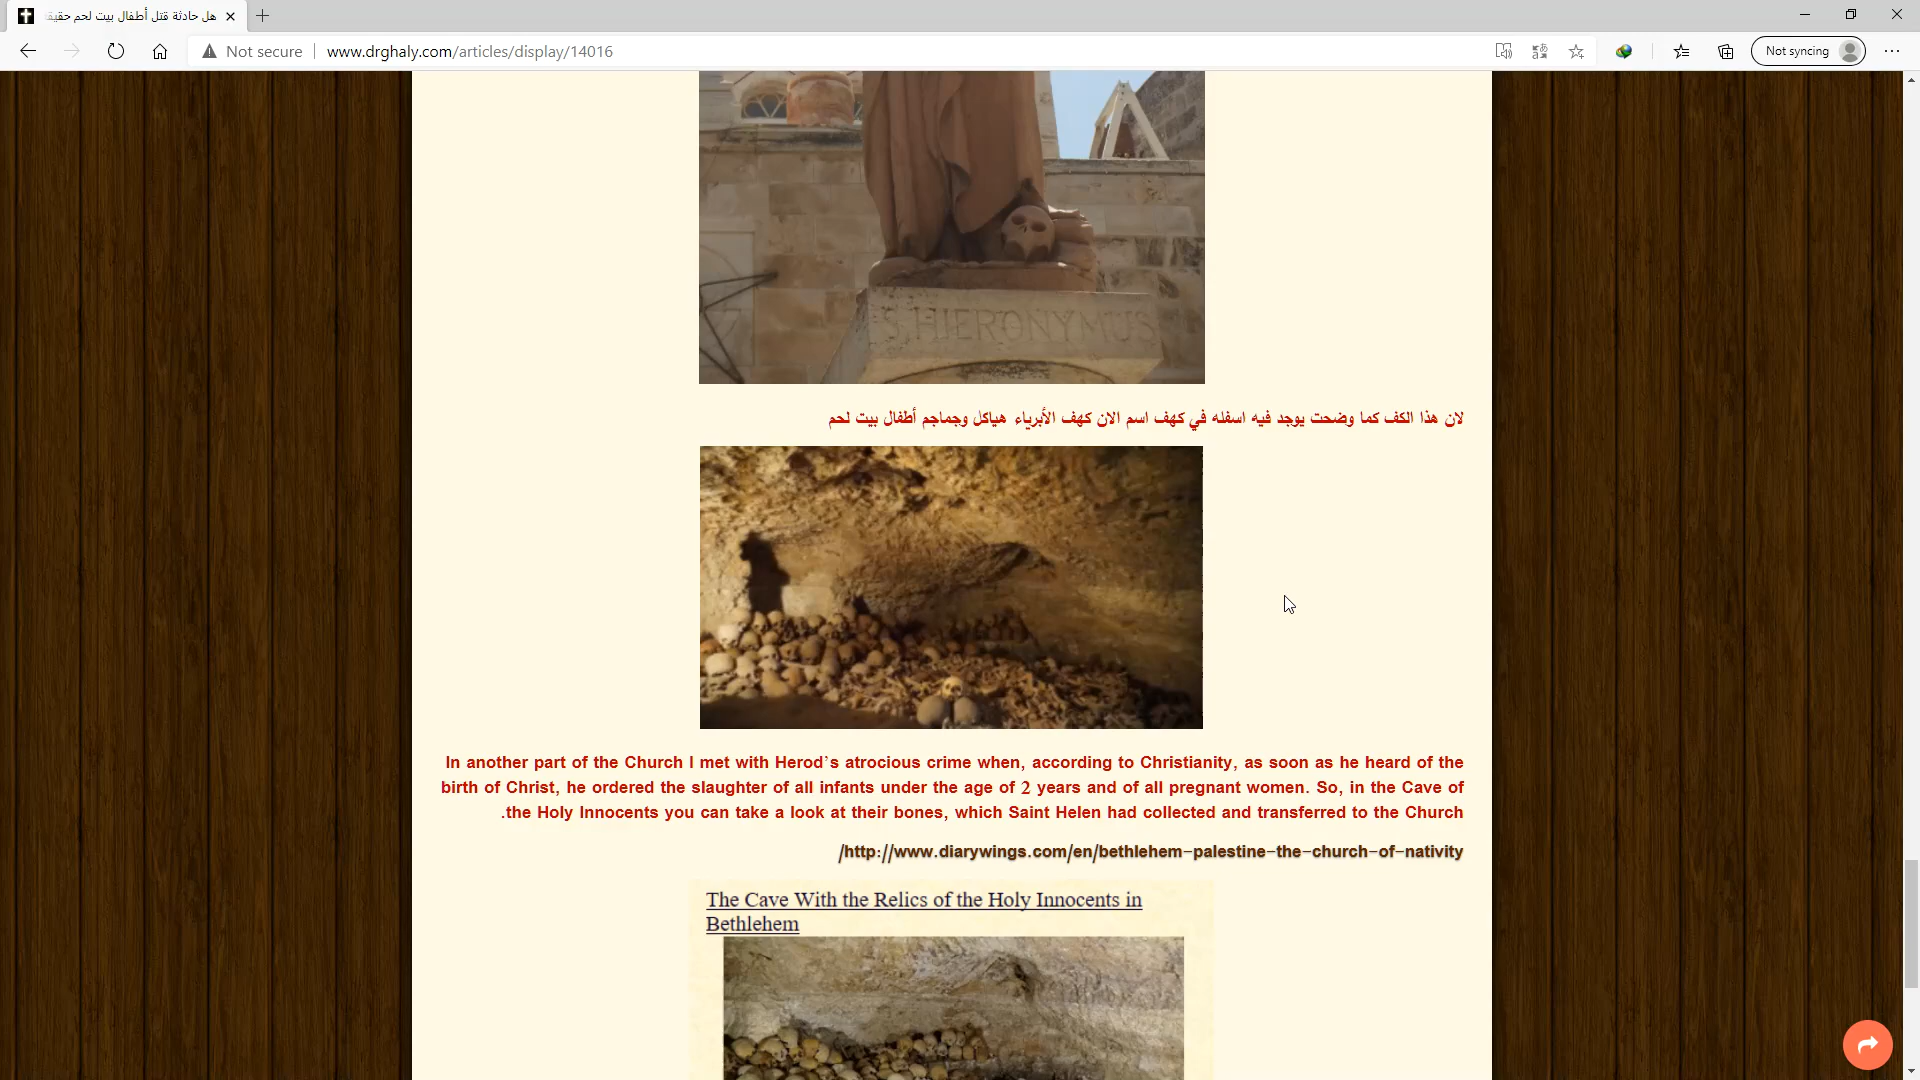 هل حادثة قتل أطفال بيت لحم حقيقة
Not secure
www.drghaly.com/articles/display/14016
Not syncing
S. HIERONYMUS
لان هذا الكف كما وضحت يوجد فيه اسفله في كهف اسم الان كهف الأبرياء هياكل وجماجم أطفال بيت لحم
In another part of the Church I met with Herod's atrocious crime when, according to Christianity, as soon as he heard of the
birth of Christ, he ordered the slaughter of all infants under the age of 2 years and of all pregnant women. So, in the Cave of
.the Holy Innocents you can take a look at their bones, which Saint Helen had collected and transferred to the Church
/http://www.diarywings.com/en/bethlehem-palestine-the-church-of-nativity
The Cave With the Relics of the Holy Innocents in
Bethlehem